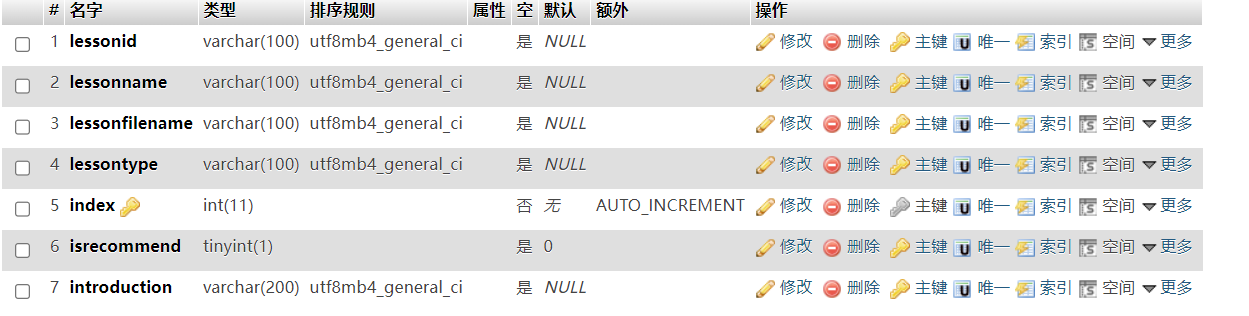 # 名字 类型 排序规则 属性 空 默认 额外 操作
1 lessonid varchar(100) utf8mb4_general_ci 是 NULL 修改 删除 主键 唯一 索引 空间 更多
2 lessonname varchar(100) utf8mb4_general_ci 是 NULL 修改 删除 主键 唯一 索引 空间 更多
3 lessonfilename varchar(100) utf8mb4_general_ci 是 NULL 修改 删除 主键 唯一 索引 空间 更多
4 lessontype varchar(100) utf8mb4_general_ci 是 NULL 修改 删除 主键 唯一 索引 空间 更多
5 index int(11) 否 无 AUTO_INCREMENT 修改 删除 主键 唯一 索引 空间 更多
6 isrecommend tinyint(1) 是 0 修改 删除 主键 唯一 索引 空间 更多
7 introduction varchar(200) utf8mb4_general_ci 是 NULL 修改 删除 主键 唯一 索引 空间 更多